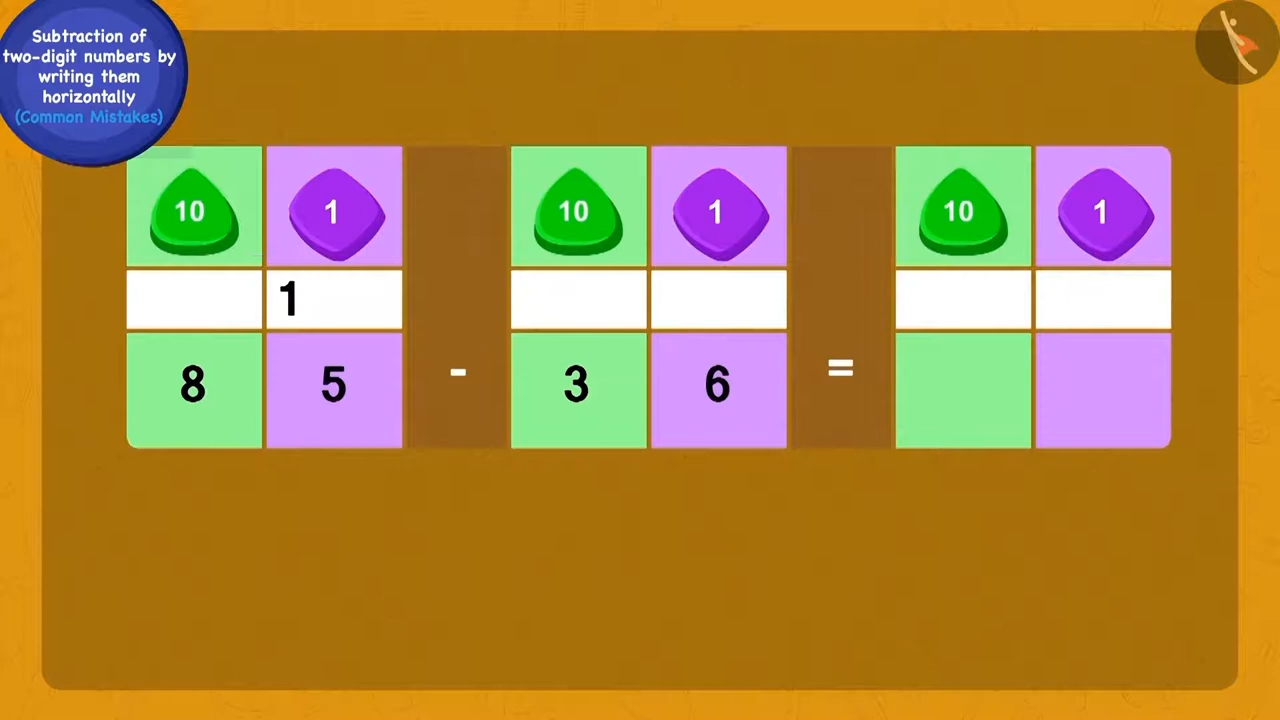 Subtraction of
two-digit numbers by
writing them
horizontally
(Common Mistakes)
10 1 10 1 10 1
1
8 5 - 3 6 =